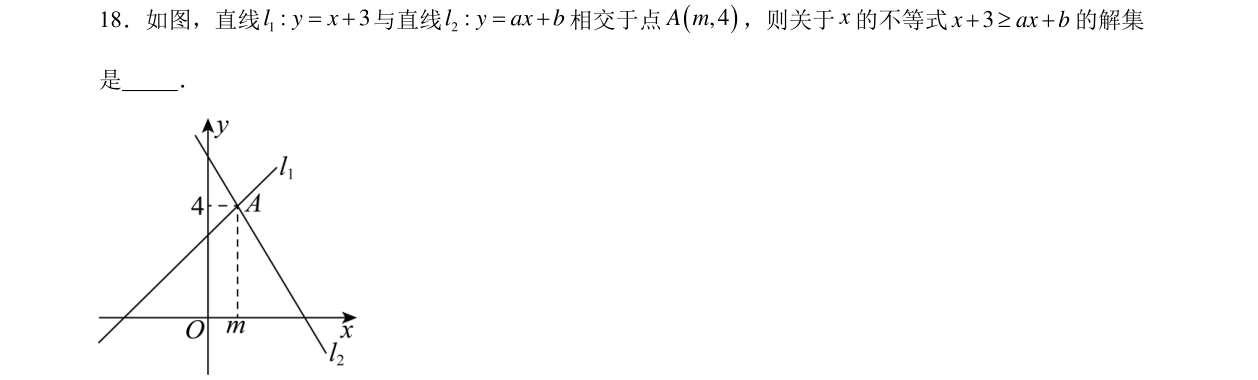 18．如图，直线l₁:y=x+3与直线l₂:y=ax+b相交于点A(m,4)，则关于x的不等式x+3≥ax+b的解集
是_____．
y
l₁
4
A
O
m
x
l₂